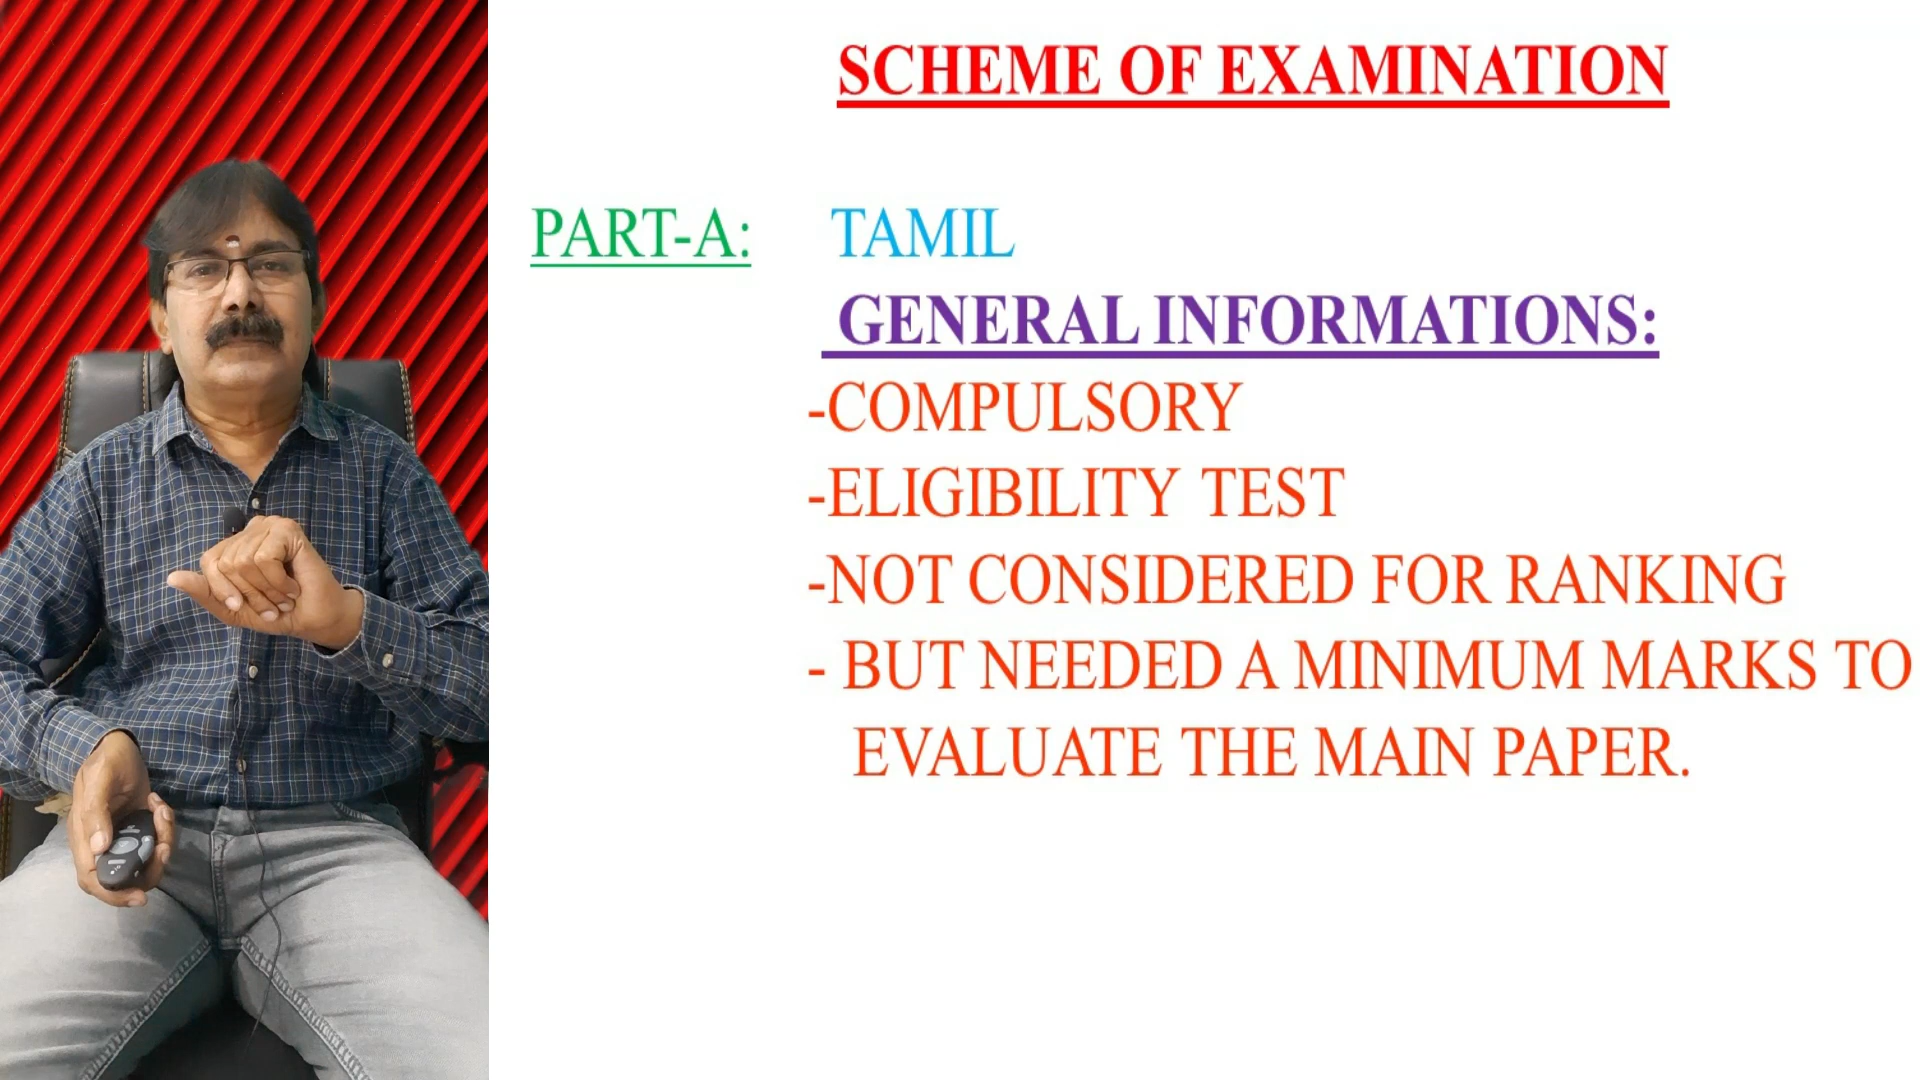 SCHEME OF EXAMINATION
PART-A: TAMIL
GENERAL INFORMATIONS:
-COMPULSORY
-ELIGIBILITY TEST
-NOT CONSIDERED FOR RANKING
- BUT NEEDED A MINIMUM MARKS TO
EVALUATE THE MAIN PAPER.